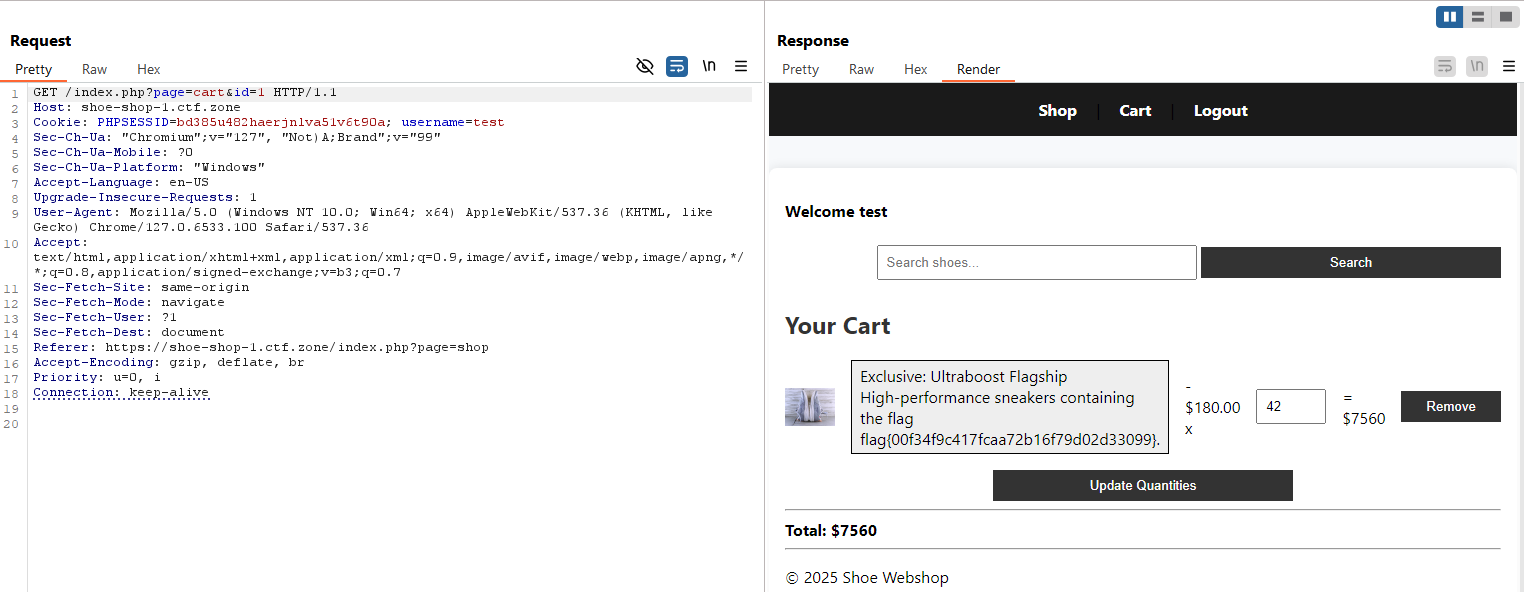 Request
Pretty Raw Hex
\n
1 GET /index.php?page=cart&id=1 HTTP/1.1
2 Host: shoe-shop-1.ctf.zone
3 Cookie: PHPSESSID=bd385u482haerjnlva51v6t90a; username=test
4 Sec-Ch-Ua: "Chromium";v="127", "Not)A;Brand";v="99"
5 Sec-Ch-Ua-Mobile: ?0
6 Sec-Ch-Ua-Platform: "Windows"
7 Accept-Language: en-US
8 Upgrade-Insecure-Requests: 1
9 User-Agent: Mozilla/5.0 (Windows NT 10.0; Win64; x64) AppleWebKit/537.36 (KHTML, like
Gecko) Chrome/127.0.6533.100 Safari/537.36
10 Accept:
text/html,application/xhtml+xml,application/xml;q=0.9,image/avif,image/webp,image/apng,*/
*;q=0.8,application/signed-exchange;v=b3;q=0.7
11 Sec-Fetch-Site: same-origin
12 Sec-Fetch-Mode: navigate
13 Sec-Fetch-User: ?1
14 Sec-Fetch-Dest: document
15 Referer: https://shoe-shop-1.ctf.zone/index.php?page=shop
16 Accept-Encoding: gzip, deflate, br
17 Priority: u=0, i
18 Connection: keep-alive
19
20
Response
Pretty Raw Hex Render
\n
Shop Cart Logout
Welcome test
Search shoes...
Search
Your Cart
Exclusive: Ultraboost Flagship
High-performance sneakers containing
the flag
flag{00f34f9c417fcaa72b16f79d02d33099}.
-
$180.00
x
42
=
$7560
Remove
Update Quantities
Total: $7560
© 2025 Shoe Webshop